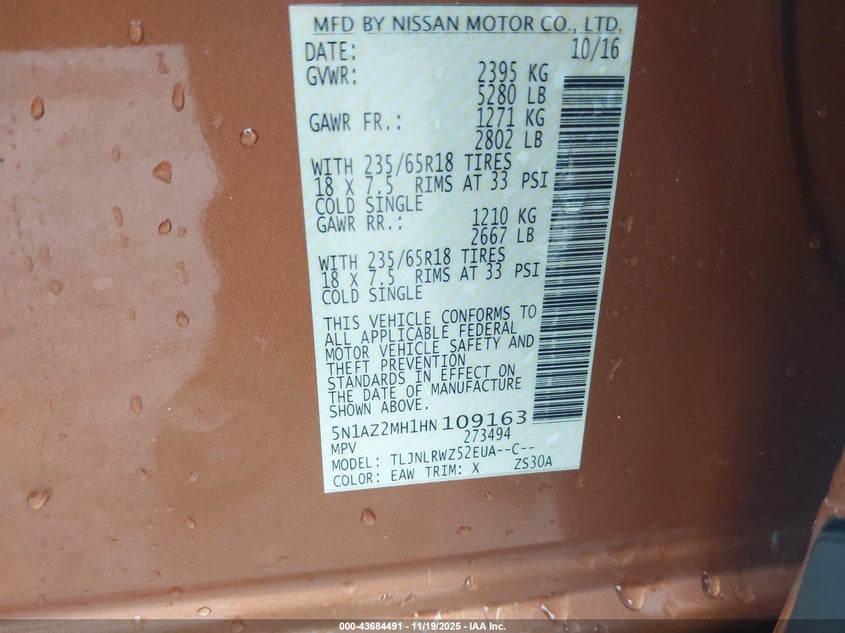 MFD BY NISSAN MOTOR CO., LTD.
DATE: 10/16
GVWR: 2395 KG
5280 LB
GAWR FR.: 1271 KG
2802 LB
WITH 235/65R18 TIRES
18 X 7.5 RIMS AT 33 PSI
COLD SINGLE
GAWR RR.: 1210 KG
2667 LB
WITH 235/65R18 TIRES
18 X 7.5 RIMS AT 33 PSI
COLD SINGLE
THIS VEHICLE CONFORMS TO
ALL APPLICABLE FEDERAL
MOTOR VEHICLE SAFETY AND
THEFT PREVENTION
STANDARDS IN EFFECT ON
THE DATE OF MANUFACTURE
SHOWN ABOVE.
5N1AZ2MH1HN109163
MPV 273494
MODEL: TLJNLRWZ52EUA--C--
COLOR: EAW TRIM: X ZS30A
000-43684491 - 11/19/2025 - IAA Inc.